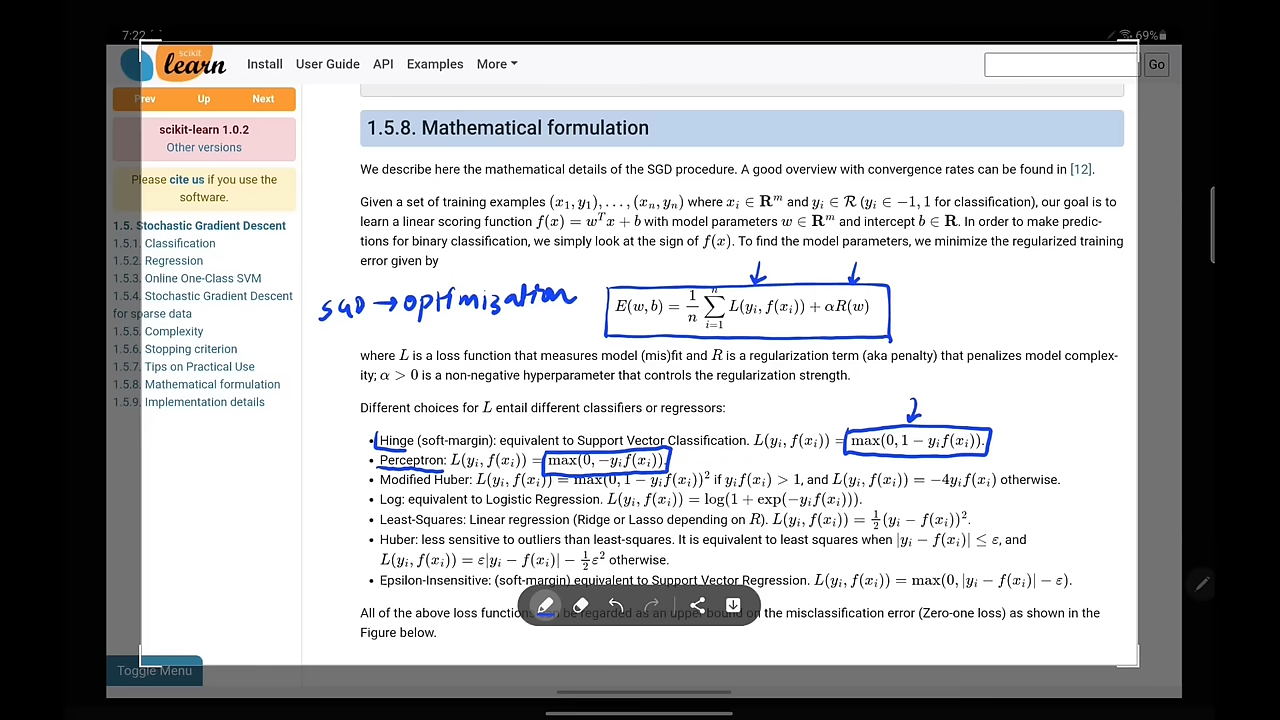 7:22
69%
scikit
learn
Install User Guide API Examples More
Go
Prev Up Next
scikit-learn 1.0.2
Other versions
Please cite us if you use the
software.
1.5. Stochastic Gradient Descent
1.5.1. Classification
1.5.2. Regression
1.5.3. Online One-Class SVM
1.5.4. Stochastic Gradient Descent
for sparse data
1.5.5. Complexity
1.5.6. Stopping criterion
1.5.7. Tips on Practical Use
1.5.8. Mathematical formulation
1.5.9. Implementation details
Toggle Menu
1.5.8. Mathematical formulation
We describe here the mathematical details of the SGD procedure. A good overview with convergence rates can be found in [12].
Given a set of training examples (x₁, y₁), . . . , (xₙ, yₙ) where xᵢ ∈ 𝐑ᵐ and yᵢ ∈ ℛ (yᵢ ∈ −1, 1 for classification), our goal is to
learn a linear scoring function f(x) = wᵀx + b with model parameters w ∈ 𝐑ᵐ and intercept b ∈ 𝐑. In order to make predic-
tions for binary classification, we simply look at the sign of f(x). To find the model parameters, we minimize the regularized training
error given by
SGD → optimization
E(w, b) = 1/n ∑ᵢ₌₁ⁿ L(yᵢ, f(xᵢ)) + αR(w)
where L is a loss function that measures model (mis)fit and R is a regularization term (aka penalty) that penalizes model complex-
ity; α > 0 is a non-negative hyperparameter that controls the regularization strength.
Different choices for L entail different classifiers or regressors:
• Hinge (soft-margin): equivalent to Support Vector Classification. L(yᵢ, f(xᵢ)) = max(0, 1 − yᵢf(xᵢ)).
• Perceptron: L(yᵢ, f(xᵢ)) = max(0, −yᵢf(xᵢ)).
• Modified Huber: L(yᵢ, f(xᵢ)) = max(0, 1 − yᵢf(xᵢ))² if yᵢf(xᵢ) > 1, and L(yᵢ, f(xᵢ)) = −4yᵢf(xᵢ) otherwise.
• Log: equivalent to Logistic Regression. L(yᵢ, f(xᵢ)) = log(1 + exp(−yᵢf(xᵢ))).
• Least-Squares: Linear regression (Ridge or Lasso depending on R). L(yᵢ, f(xᵢ)) = ½(yᵢ − f(xᵢ))².
• Huber: less sensitive to outliers than least-squares. It is equivalent to least squares when |yᵢ − f(xᵢ)| ≤ ε, and
L(yᵢ, f(xᵢ)) = ε|yᵢ − f(xᵢ)| − ½ε² otherwise.
• Epsilon-Insensitive: (soft-margin) equivalent to Support Vector Regression. L(yᵢ, f(xᵢ)) = max(0, |yᵢ − f(xᵢ)| − ε).
All of the above loss functions can be regarded as an upper bound on the misclassification error (Zero-one loss) as shown in the
Figure below.